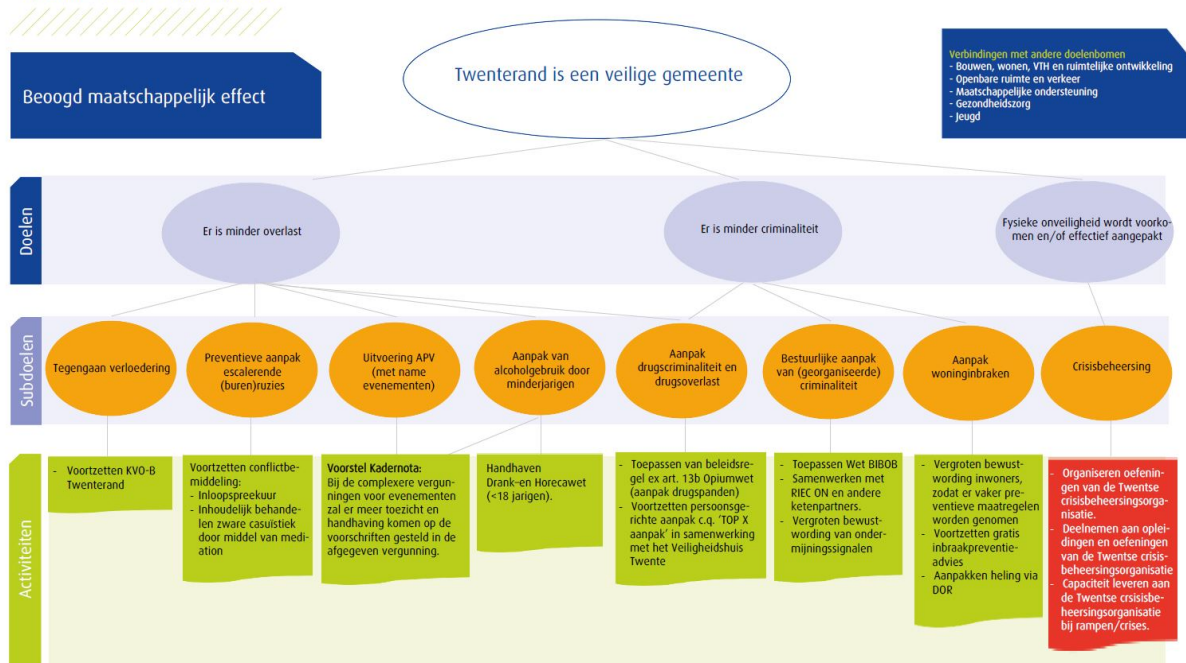 Beoogd maatschappelijk effect
Twenterand is een veilige gemeente
Verbindingen met andere doelenbomen
- Bouwen, wonen, VTH en ruimtelijke ontwikkeling
- Openbare ruimte en verkeer
- Maatschappelijke ondersteuning
- Gezondheidszorg
- Jeugd
Doelen
Er is minder overlast
Er is minder criminaliteit
Fysieke onveiligheid wordt voorko-
men en/of effectief aangepakt
Subdoelen
Tegengaan verloedering
Preventieve aanpak
escalerende
(buren)ruzies
Uitvoering APV
(met name
evenementen)
Aanpak van
alcoholgebruik door
minderjarigen
Aanpak
drugscriminaliteit en
drugsoverlast
Bestuurlijke aanpak
van (georganiseerde)
criminaliteit
Aanpak
woninginbraken
Crisisbeheersing
Activiteiten
- Voortzetten KVO-B
Twenterand
Voortzetten conflictbe-
middeling:
- Inloopspreekuur
- Inhoudelijk behande-
len zware casuïstiek
door middel van medi-
ation
Voorstel Kadernota:
Bij de complexere vergun-
ningen voor evenementen
zal er meer toezicht en
handhaving komen op de
voorschriften gesteld in de
afgegeven vergunning.
Handhaven
Drank-en Horecawet
(<18 jarigen).
- Toepassen van beleidsre-
gel ex art. 13b Opiumwet
(aanpak drugspanden)
- Voortzetten persoonsge-
richte aanpak c.q. 'TOP X
aanpak' in samenwerking
met het Veiligheidshuis
Twente
- Toepassen Wet BIBOB
- Samenwerken met
RIEC ON en andere
ketenpartners.
- Vergroten bewust-
wording van onder-
mijningssignalen
- Vergroten bewust-
wording inwoners,
zodat er vaker pre-
ventieve maatregelen
worden genomen
- Voortzetten gratis
inbraakpreventie-
advies
- Aanpakken heling via
DOR
- Organiseren oefenin-
gen van de Twentse
crisisbeheersingsorga-
nisatie.
- Deelnemen aan oplei-
dingen en oefeningen
van de Twentse crisis-
beheersingsorganisatie
- Capaciteit leveren aan
de Twentse crsisisbe-
heersingsorganisatie
bij rampen/crises.